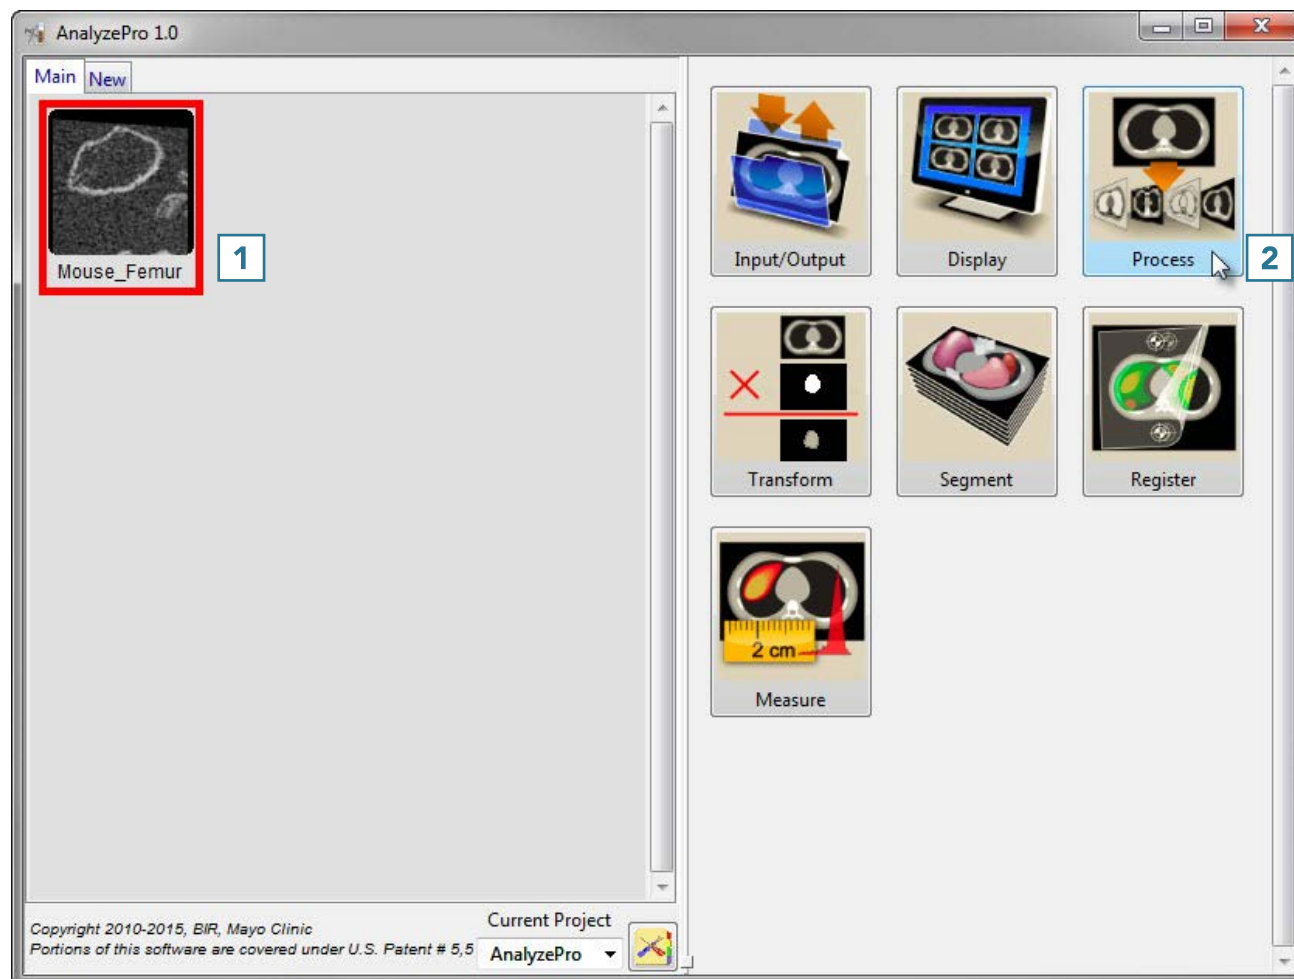 AnalyzePro 1.0
Main
New
Mouse_Femur
1
Input/Output
Display
Process
2
Transform
Segment
Register
2 cm
Measure
Copyright 2010-2015, BIR, Mayo Clinic
Portions of this software are covered under U.S. Patent # 5,5
Current Project
AnalyzePro